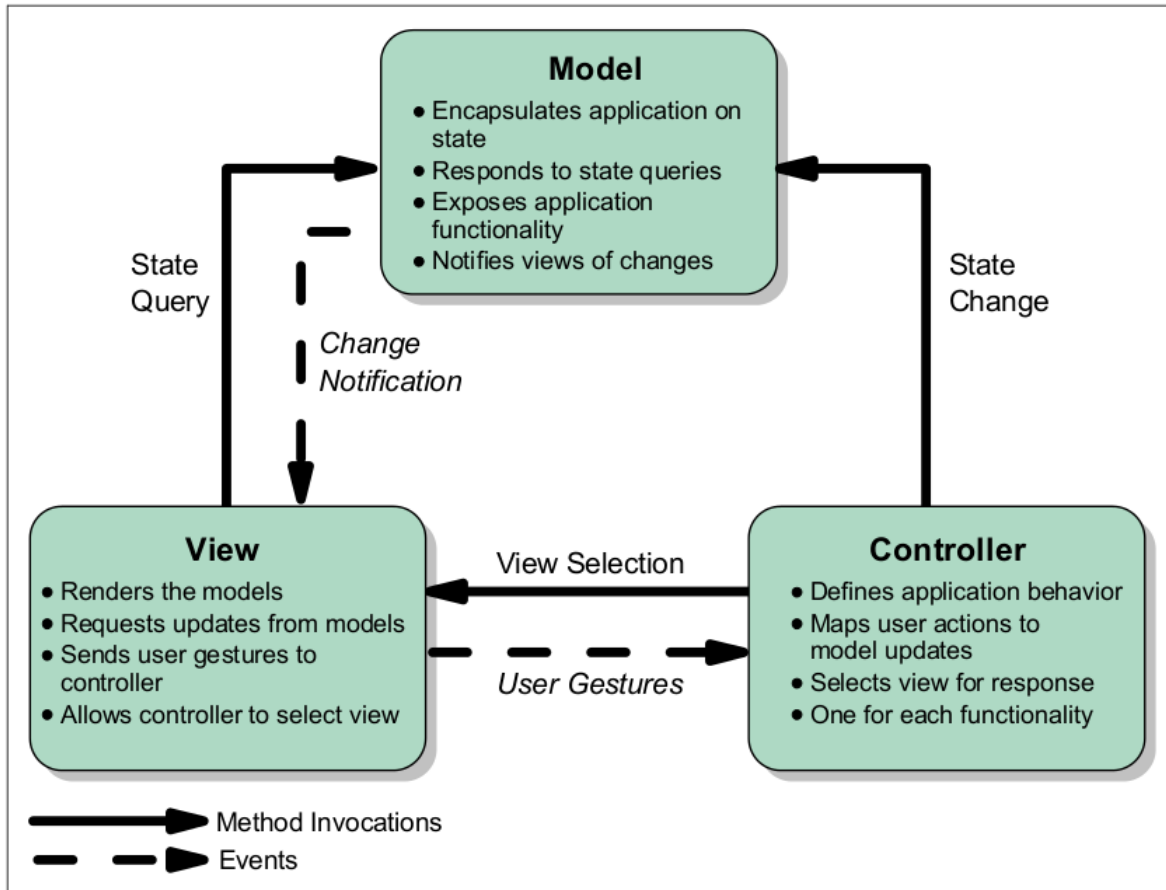 Model
● Encapsulates application on
state
● Responds to state queries
● Exposes application
functionality
● Notifies views of changes
State
Query
Change
Notification
State
Change
View
● Renders the models
● Requests updates from models
● Sends user gestures to
controller
● Allows controller to select view
View Selection
User Gestures
Controller
● Defines application behavior
● Maps user actions to
model updates
● Selects view for response
● One for each functionality
Method Invocations
Events